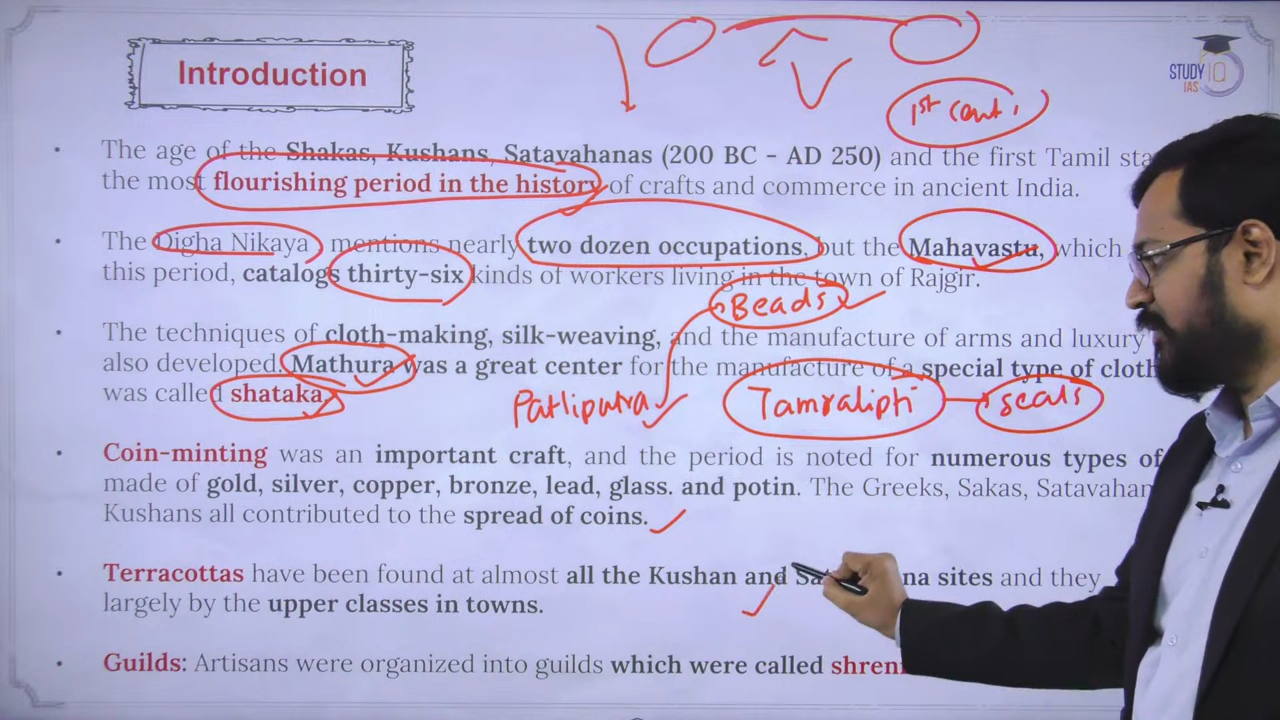 Introduction
STUDY IQ
IAS
1st cent.
The age of the Shakas, Kushans, Satavahanas (200 BC – AD 250) and the first Tamil sta
the most flourishing period in the history of crafts and commerce in ancient India.
The Digha Nikaya mentions nearly two dozen occupations, but the Mahavastu, which
this period, catalogs thirty-six kinds of workers living in the town of Rajgir.
Beads
The techniques of cloth-making, silk-weaving, and the manufacture of arms and luxury
also developed. Mathura was a great center for the manufacture of a special type of cloth
was called shataka.
Patliputra
Tamralipti
seals
Coin-minting was an important craft, and the period is noted for numerous types of
made of gold, silver, copper, bronze, lead, glass. and potin. The Greeks, Sakas, Satavahan
Kushans all contributed to the spread of coins.
Terracottas have been found at almost all the Kushan and Sa na sites and they
largely by the upper classes in towns.
Guilds: Artisans were organized into guilds which were called shren